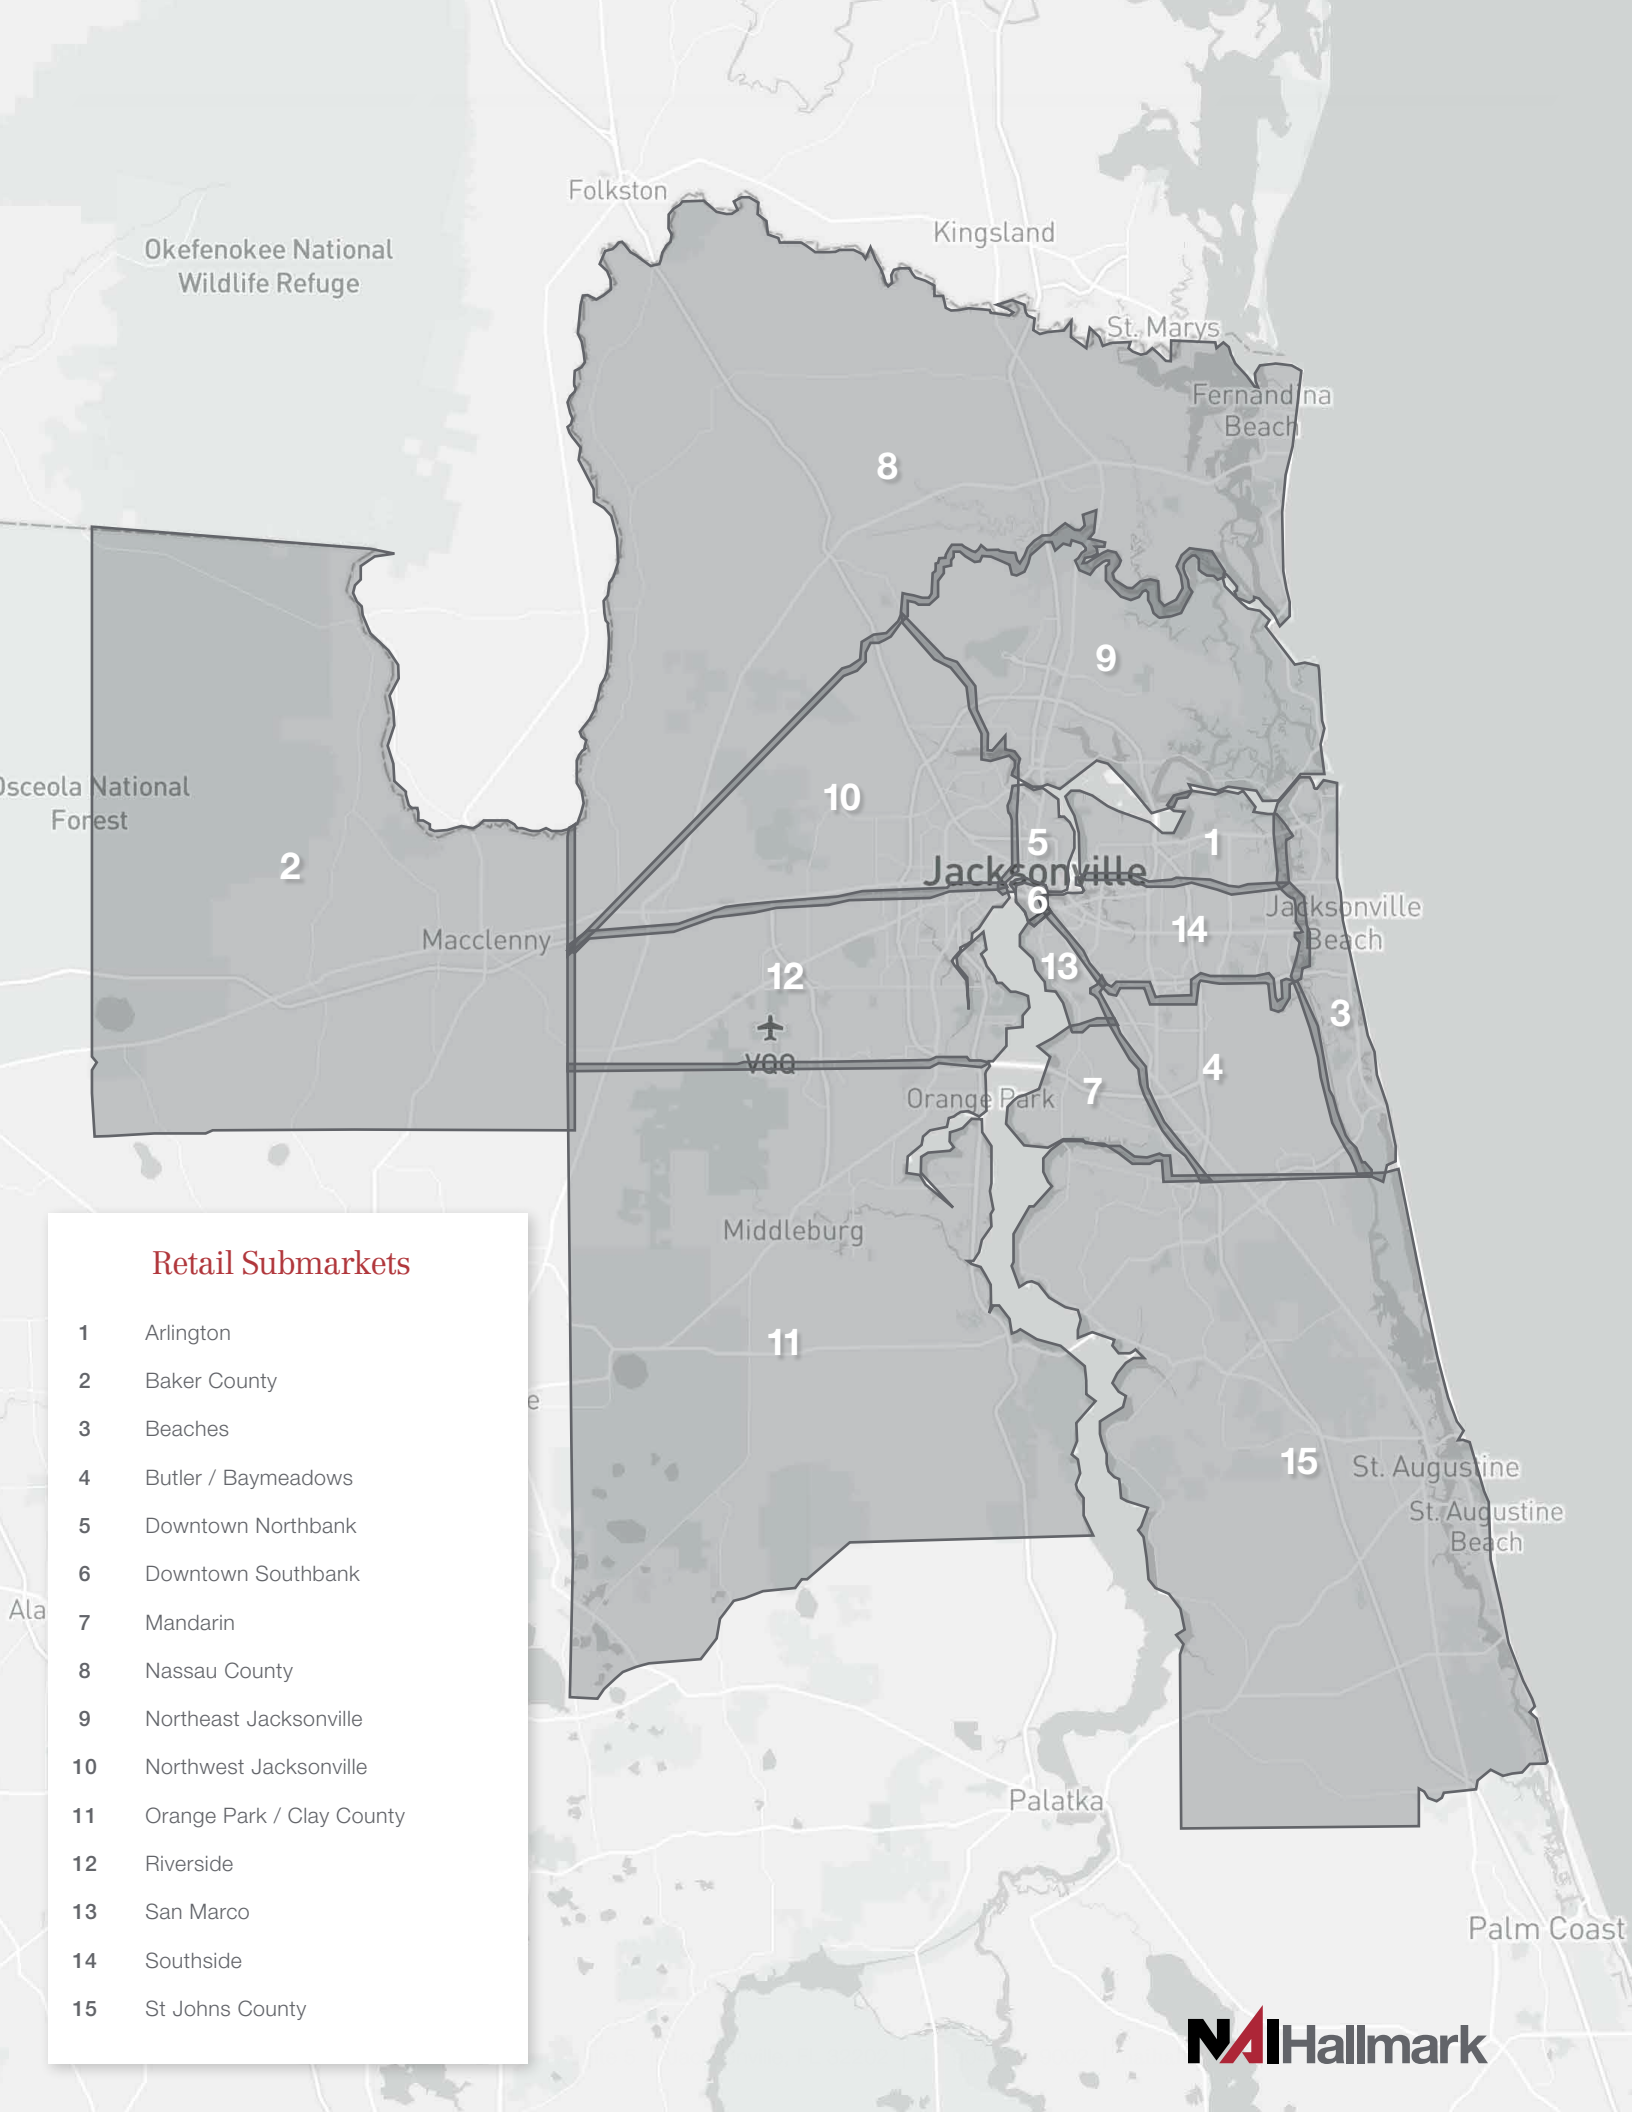 Folkston
Kingsland
Okefenokee National
Wildlife Refuge
St. Marys
Fernandina
Beach
8
9
Osceola National
Forest
10
2
5
1
Jacksonville
6
Jacksonville
Beach
14
Macclenny
13
12
3
VQQ
4
7
Orange Park
Middleburg
11
15
St. Augustine
St. Augustine
Beach
Palatka
Palm Coast
Ala
e
Retail Submarkets
1 Arlington
2 Baker County
3 Beaches
4 Butler / Baymeadows
5 Downtown Northbank
6 Downtown Southbank
7 Mandarin
8 Nassau County
9 Northeast Jacksonville
10 Northwest Jacksonville
11 Orange Park / Clay County
12 Riverside
13 San Marco
14 Southside
15 St Johns County
NAIHallmark